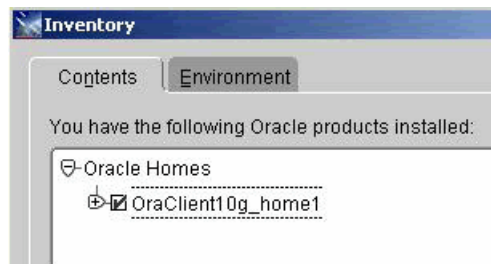 Inventory
Contents Environment
You have the following Oracle products installed:
Oracle Homes
OraClient10g_home1